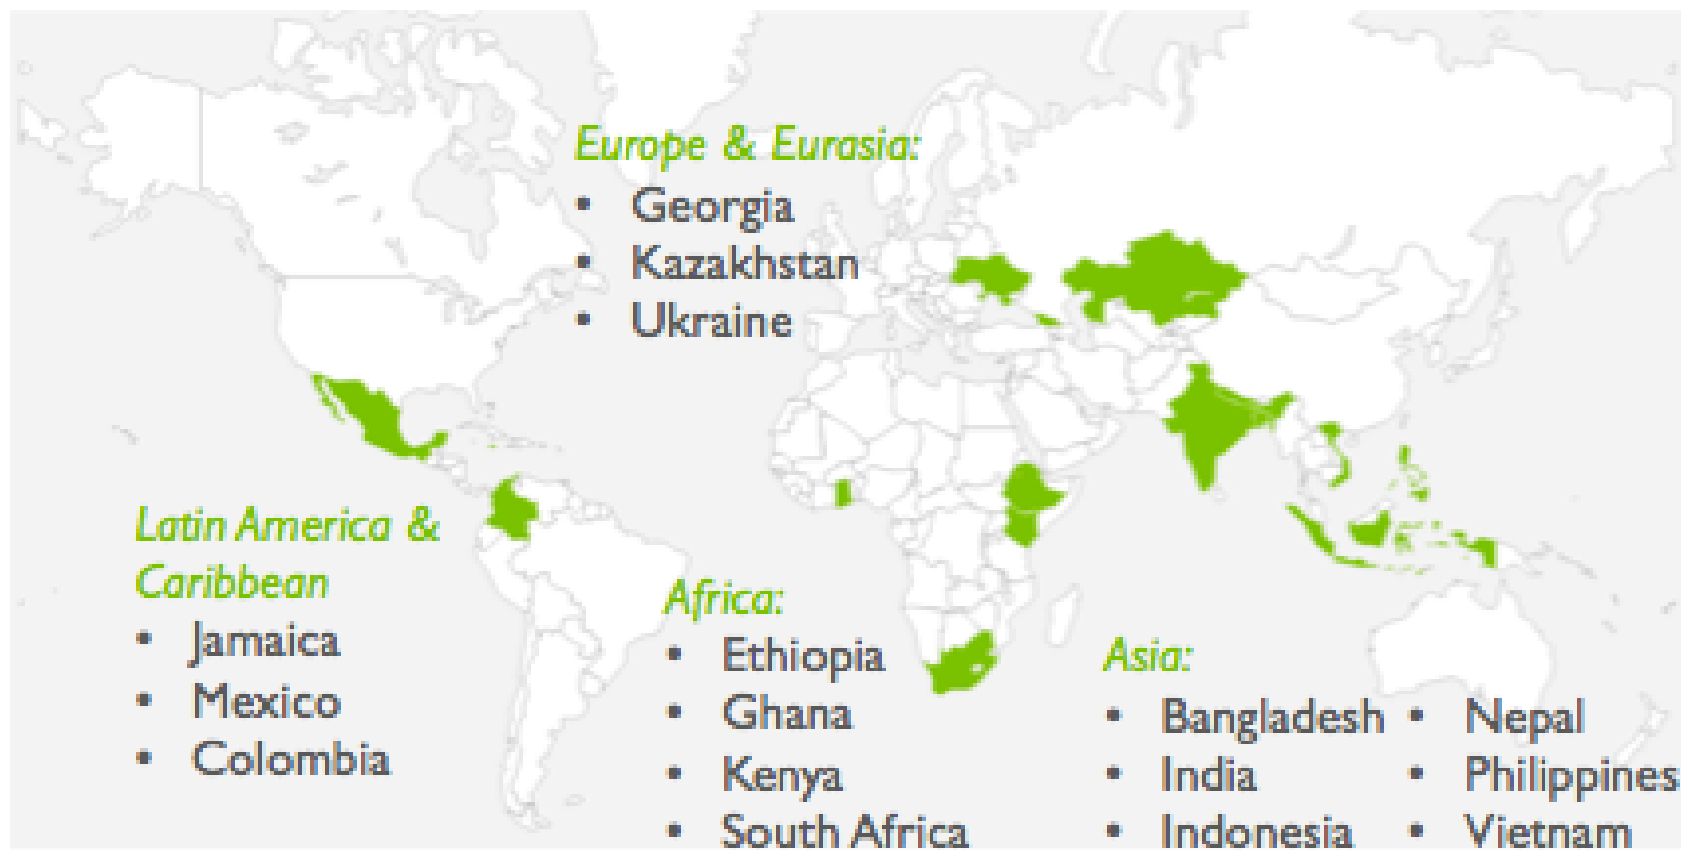 Europe & Eurasia:
• Georgia
• Kazakhstan
• Ukraine
Latin America &
Caribbean
• Jamaica
• Mexico
• Colombia
Africa:
• Ethiopia
• Ghana
• Kenya
• South Africa
Asia:
• Bangladesh • Nepal
• India • Philippines
• Indonesia • Vietnam